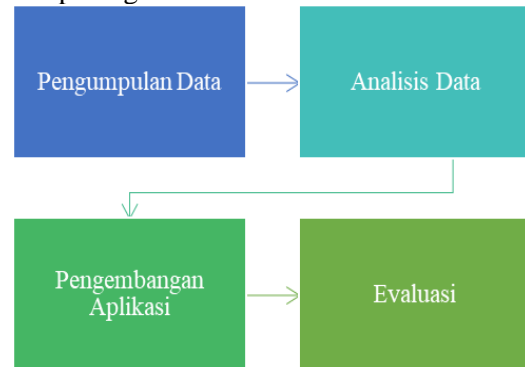 Pengumpulan Data
Analisis Data
Pengembangan
Aplikasi
Evaluasi